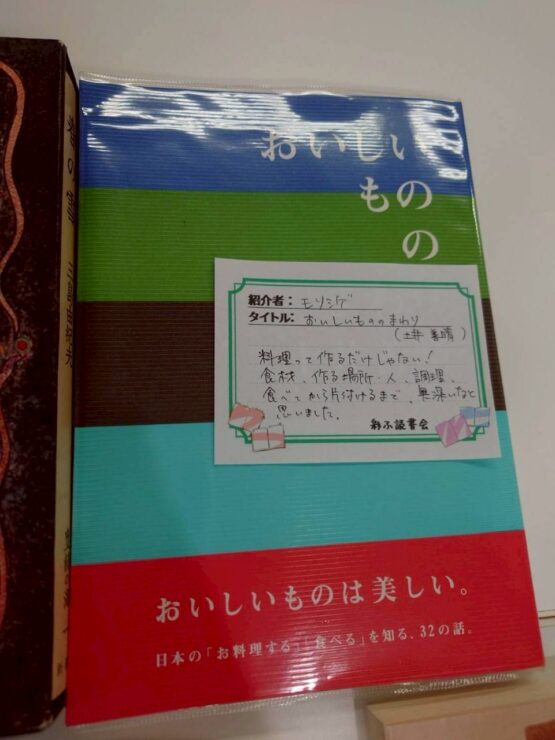 おいしい
ものの
の
紹介者： モリシゲ
タイトル： おいしいもののまわり
(土井善晴)
料理って作るだけじゃない！
食材、作る場所・人、調理、
食べてから片付けるまで、奥深いなと
思いました。
彩ふ読書会
おいしいものは美しい。
日本の「お料理する」「食べる」を知る、32の話。